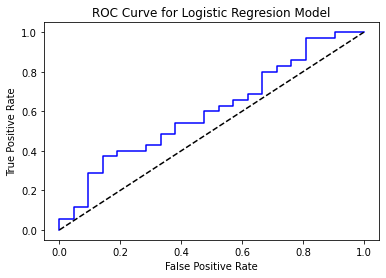 ROC Curve for Logistic Regresion Model
True Positive Rate
1.0
0.8
0.6
0.4
0.2
0.0
0.0 0.2 0.4 0.6 0.8 1.0
False Positive Rate